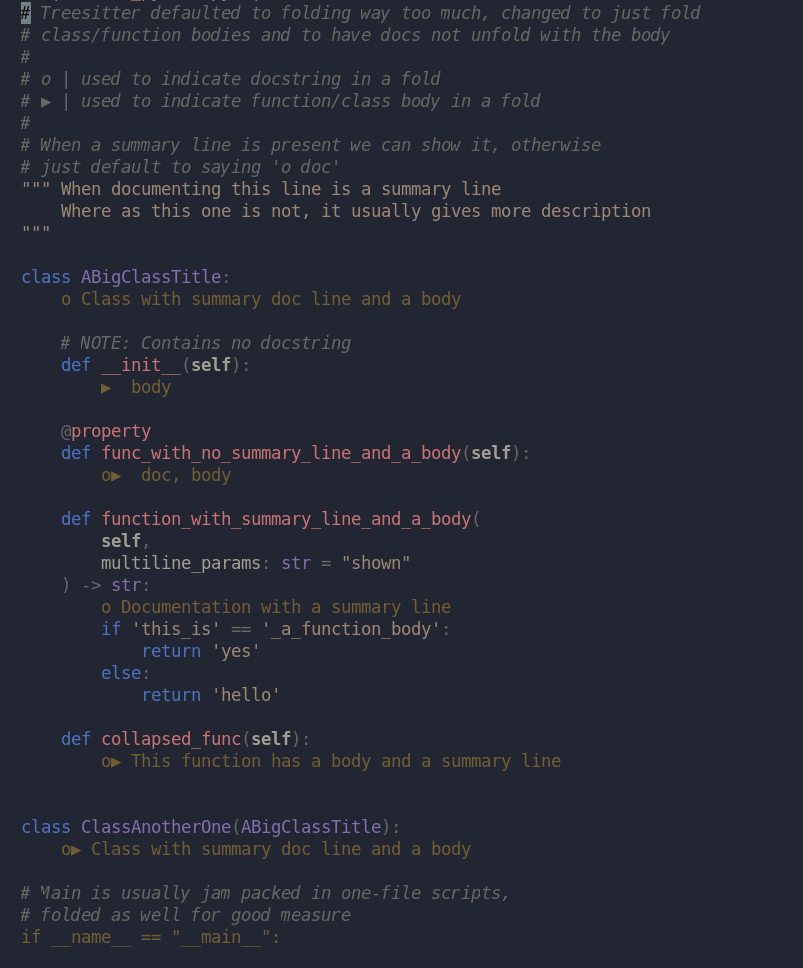 # Treesitter defaulted to folding way too much, changed to just fold
# class/function bodies and to have docs not unfold with the body
#
# o | used to indicate docstring in a fold
# ▶ | used to indicate function/class body in a fold
#
# When a summary line is present we can show it, otherwise
# just default to saying 'o doc'
""" When documenting this line is a summary line
    Where as this one is not, it usually gives more description
"""

class ABigClassTitle:
    o Class with summary doc line and a body

    # NOTE: Contains no docstring
    def __init__(self):
        ▶  body

    @property
    def func_with_no_summary_line_and_a_body(self):
        o▶  doc, body

    def function_with_summary_line_and_a_body(
        self,
        multiline_params: str = "shown"
    ) -> str:
        o Documentation with a summary line
        if 'this_is' == '_a_function_body':
            return 'yes'
        else:
            return 'hello'

    def collapsed_func(self):
        o▶ This function has a body and a summary line


class ClassAnotherOne(ABigClassTitle):
    o▶ Class with summary doc line and a body

# Main is usually jam packed in one-file scripts,
# folded as well for good measure
if __name__ == "__main__":